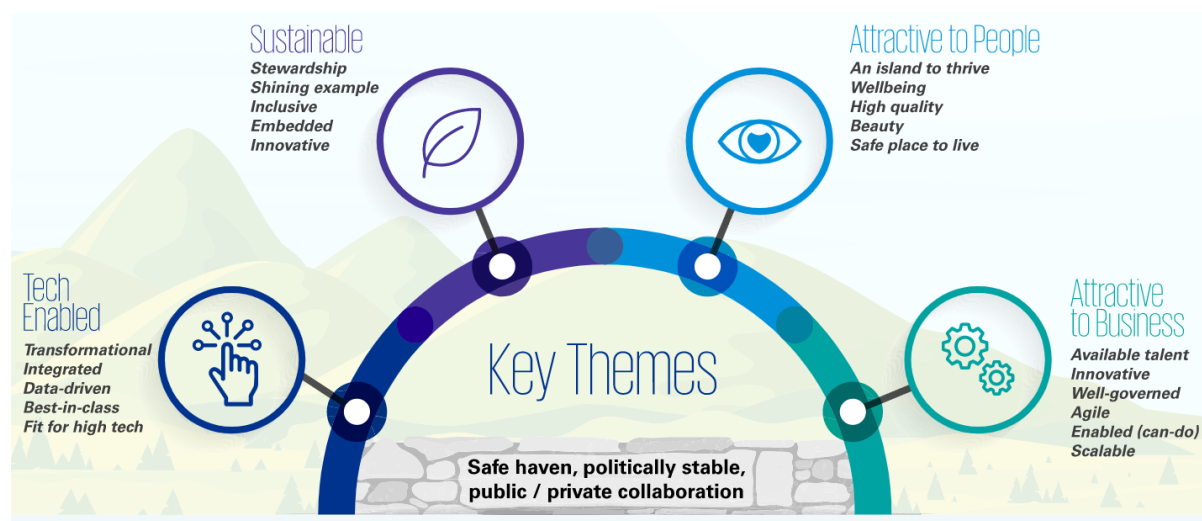 Sustainable
Stewardship
Shining example
Inclusive
Embedded
Innovative
Attractive to People
An island to thrive
Wellbeing
High quality
Beauty
Safe place to live
Tech
Enabled
Transformational
Integrated
Data-driven
Best-in-class
Fit for high tech
Key Themes
Safe haven, politically stable,
public / private collaboration
Attractive
to Business
Available talent
Innovative
Well-governed
Agile
Enabled (can-do)
Scalable